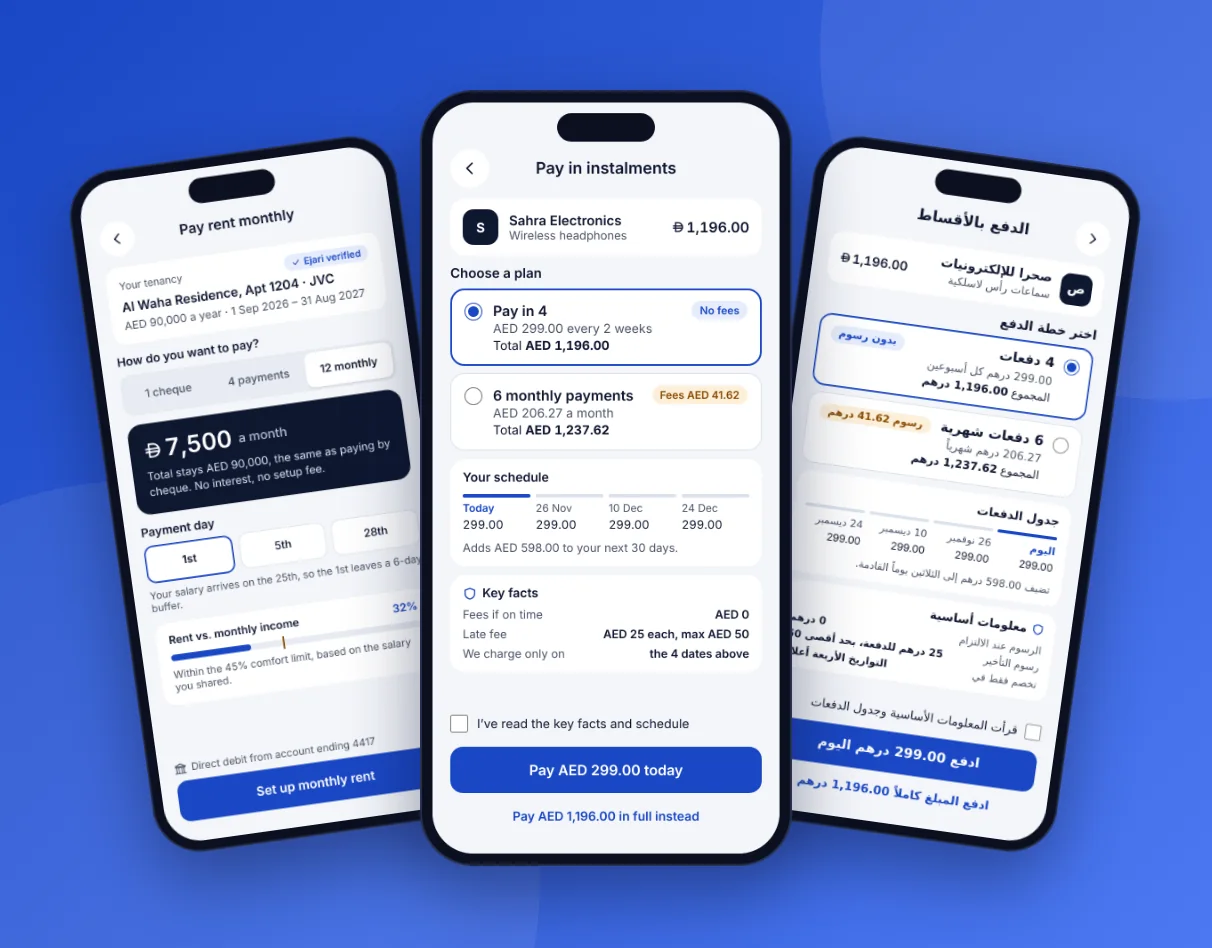 Pay rent monthly
Your tenancy
✓ Ejari verified
Al Waha Residence, Apt 1204 · JVC
AED 90,000 a year · 1 Sep 2026 – 31 Aug 2027
How do you want to pay?
1 cheque
4 payments
12 monthly
7,500 a month
Total stays AED 90,000, the same as paying by
cheque. No interest, no setup fee.
Payment day
1st
5th
28th
Your salary arrives on the 25th, so the 1st leaves a 6-day
buffer.
Rent vs. monthly income
32%
Within the 45% comfort limit, based on the salary
you shared.
Direct debit from account ending 4417
Set up monthly rent
Pay in instalments
S
Sahra Electronics
Wireless headphones
1,196.00
Choose a plan
Pay in 4
No fees
AED 299.00 every 2 weeks
Total AED 1,196.00
6 monthly payments
Fees AED 41.62
AED 206.27 a month
Total AED 1,237.62
Your schedule
Today
26 Nov
10 Dec
24 Dec
299.00
299.00
299.00
299.00
Adds AED 598.00 to your next 30 days.
Key facts
Fees if on time
AED 0
Late fee
AED 25 each, max AED 50
We charge only on
the 4 dates above
I've read the key facts and schedule
Pay AED 299.00 today
Pay AED 1,196.00 in full instead
الدفع بالأقساط
ص
صحرا للإلكترونيات
سماعات رأس لاسلكية
1,196.00
اختر خطة الدفع
4 دفعات
بدون رسوم
299.00 درهم كل أسبوعين
المجموع 1,196.00 درهم
6 دفعات شهرية
رسوم 41.62 درهم
206.27 درهم شهرياً
المجموع 1,237.62 درهم
جدول الدفعات
اليوم
26 نوفمبر
10 ديسمبر
24 ديسمبر
299.00
299.00
299.00
299.00
تضيف 598.00 درهم إلى الثلاثين يوماً القادمة.
معلومات أساسية
الرسوم عند الالتزام
0 درهم
رسوم التأخير
25 درهم للدفعة، بحد أقصى
نخصم فقط في
التواريخ الأربعة
قرأت المعلومات الأساسية وجدول الدفعات
ادفع 299.00 درهم اليوم
ادفع المبلغ كاملاً 1,196.00 درهم